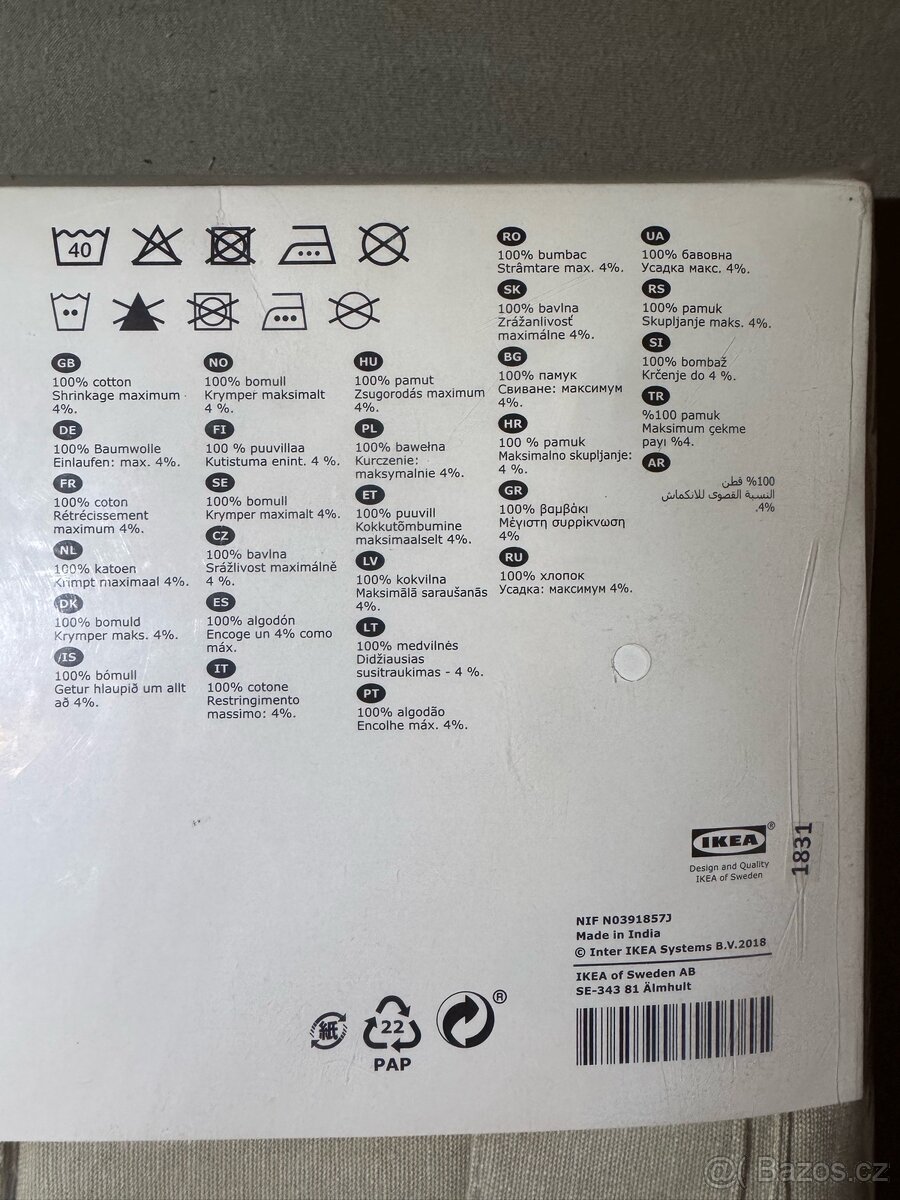 40
GB
100% cotton
Shrinkage maximum
4%.
DE
100% Baumwolle
Einlaufen: max. 4%.
FR
100% coton
Rétrécissement
maximum 4%.
NL
100% katoen
Krimpt maximaal 4%.
DK
100% bomuld
Krymper maks. 4%.
IS
100% bómull
Getur hlaupið um allt
að 4%.
NO
100% bomull
Krymper maksimalt
4 %.
FI
100 % puuvillaa
Kutistuma enint. 4 %.
SE
100% bomull
Krymper maximalt 4%.
CZ
100% bavlna
Srážlivost maximálně
4 %.
ES
100% algodón
Encoge un 4% como
máx.
IT
100% cotone
Restringimento
massimo: 4%.
HU
100% pamut
Zsugorodás maximum
4%.
PL
100% bawełna
Kurczenie:
maksymalnie 4%.
ET
100% puuvill
Kokkutõmbumine
maksimaalselt 4%.
LV
100% kokvilna
Maksimālā saraušanās
4%.
LT
100% medvilnės
Didžiausias
susitraukimas - 4 %.
PT
100% algodão
Encolhe máx. 4%.
RO
100% bumbac
Strâmtare max. 4%.
SK
100% bavlna
Zrážanlivosť
maximálne 4%.
BG
100% памук
Свиване: максимум
4%.
HR
100 % pamuk
Maksimalno skupljanje:
4 %.
GR
100% βαμβάκι
Μέγιστη συρρίκνωση
4%
RU
100% хлопок
Усадка: максимум 4%.
UA
100% бавовна
Усадка макс. 4%.
RS
100% pamuk
Skupljanje maks. 4%.
SI
100% bombaž
Krčenje do 4 %.
TR
%100 pamuk
Maksimum çekme
payı %4.
AR
100% قطن
النسبة القصوى للانكماش
4%.
IKEA®
Design and Quality
IKEA of Sweden
1831
NIF N0391857J
Made in India
© Inter IKEA Systems B.V.2018
IKEA of Sweden AB
SE-343 81 Älmhult
紙
22
PAP
®
@ Bazos.cz